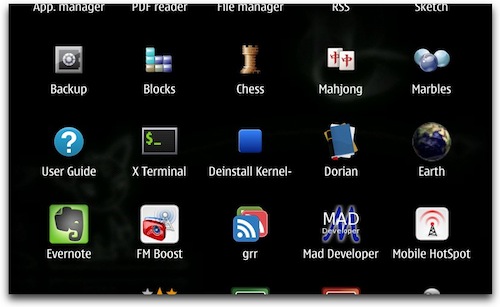 App. manager PDF reader File manager RSS Sketch
Backup Blocks Chess Mahjong Marbles
$_
User Guide X Terminal Deinstall Kernel- Dorian Earth
MAD
Developer
Evernote FM Boost grr Mad Developer Mobile HotSpot